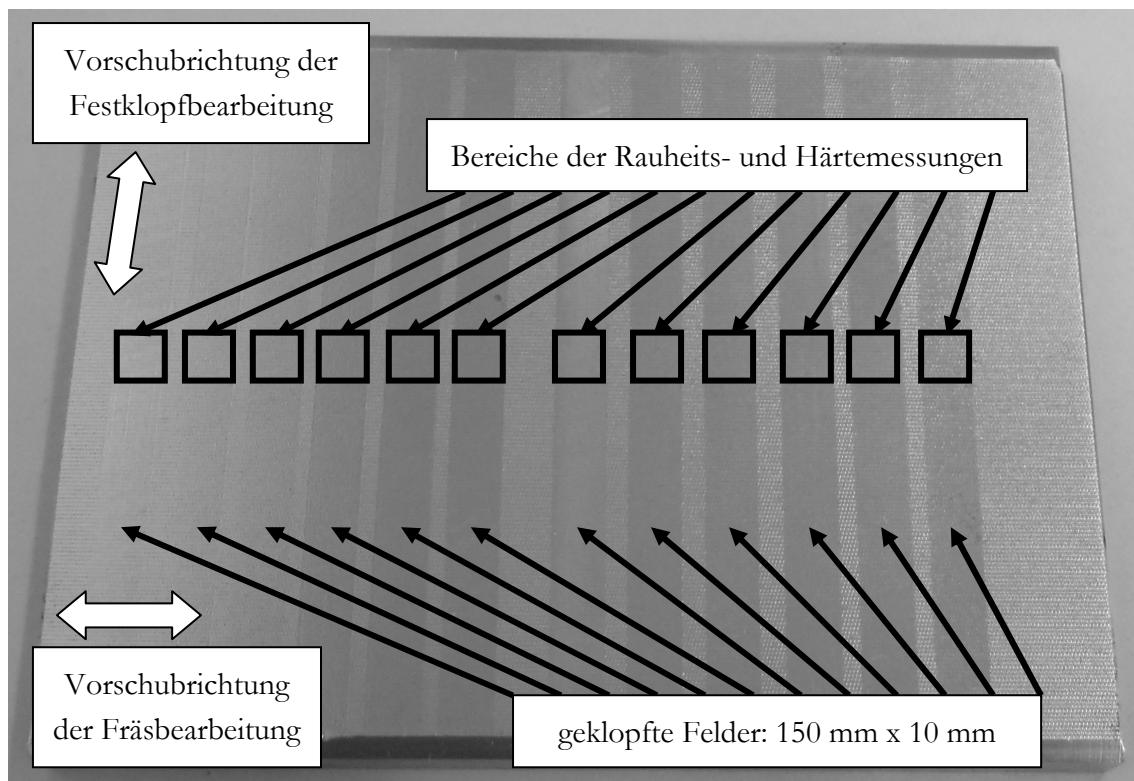 Vorschubrichtung der
Festklopfbearbeitung
Bereiche der Rauheits- und Härtemessungen
Vorschubrichtung
der Fräsbearbeitung
geklopfte Felder: 150 mm x 10 mm